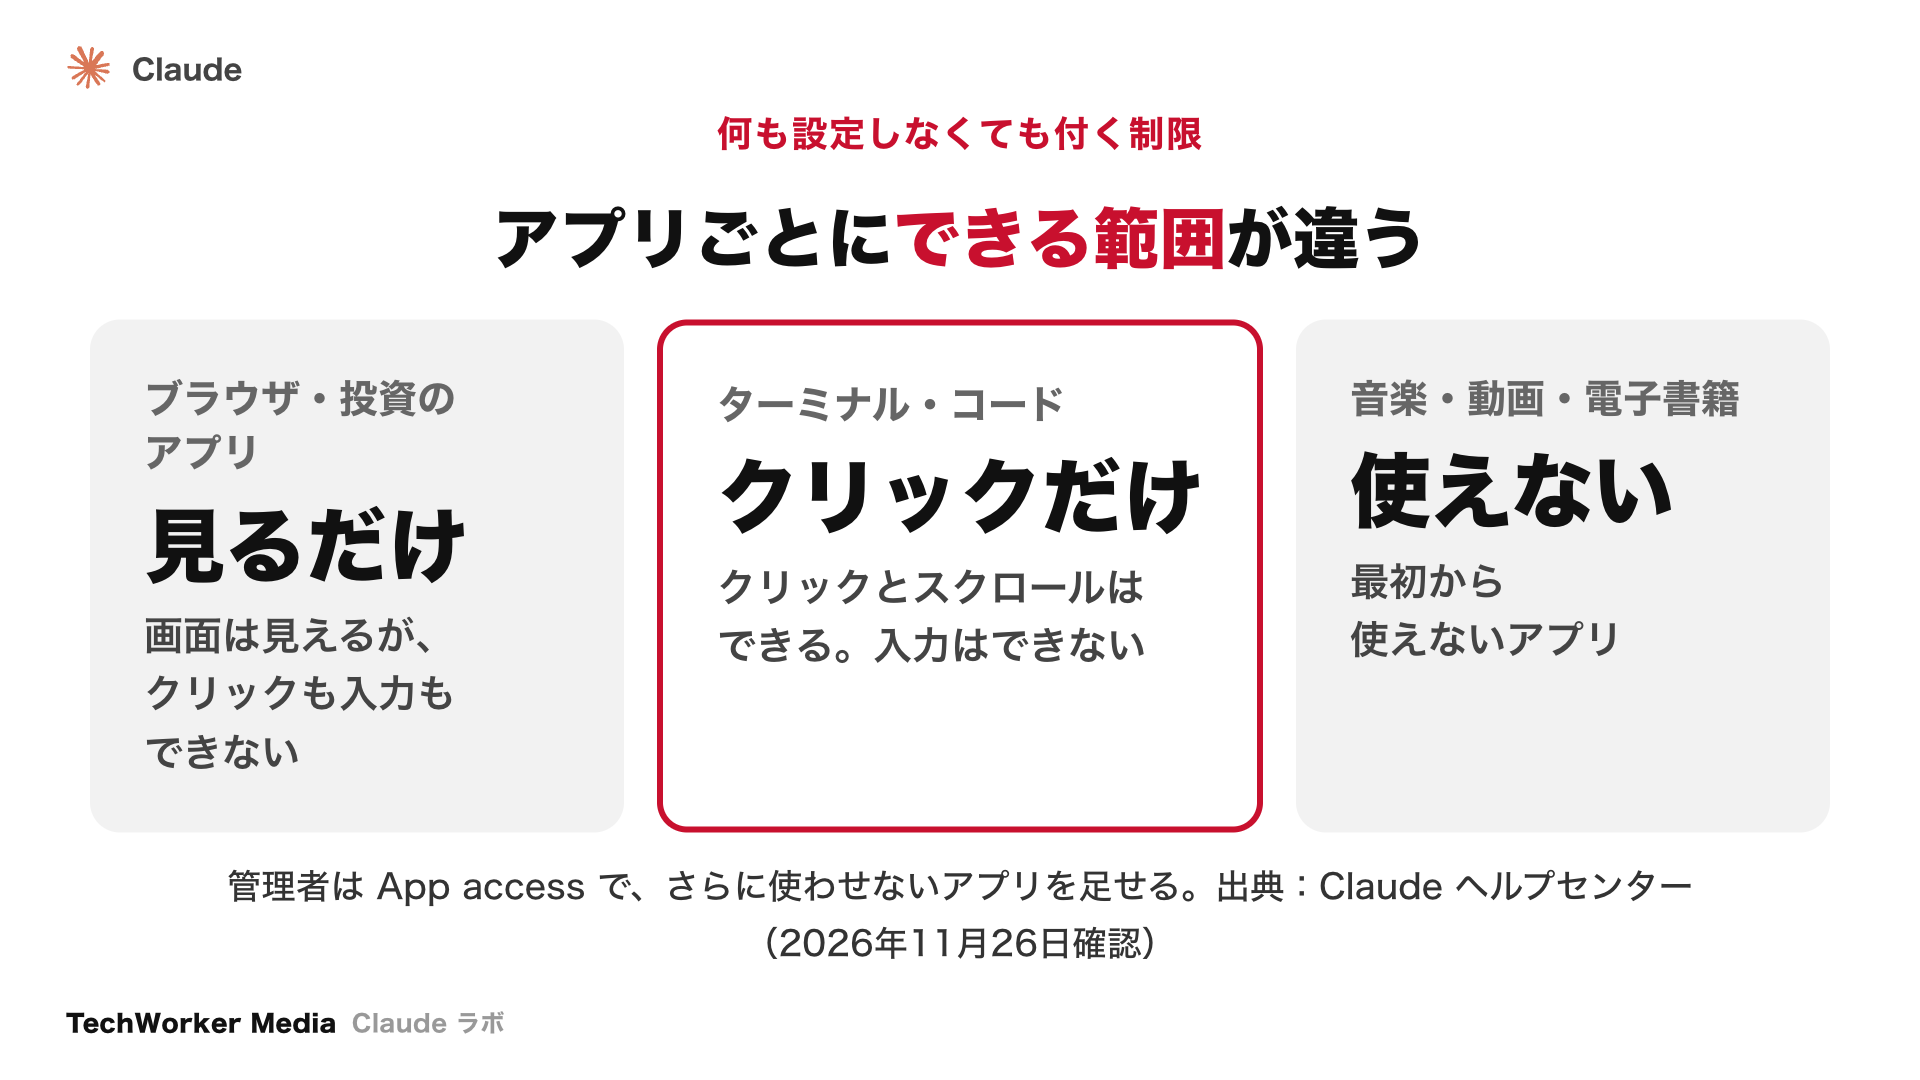 Claude
何も設定しなくても付く制限
アプリごとにできる範囲が違う
ブラウザ・投資の
アプリ
見るだけ
画面は見えるが、
クリックも入力も
できない
ターミナル・コード
クリックだけ
クリックとスクロールは
できる。入力はできない
音楽・動画・電子書籍
使えない
最初から
使えないアプリ
管理者は App access で、さらに使わせないアプリを足せる。出典：Claude ヘルプセンター
（2026年11月26日確認）
TechWorker Media Claude ラボ